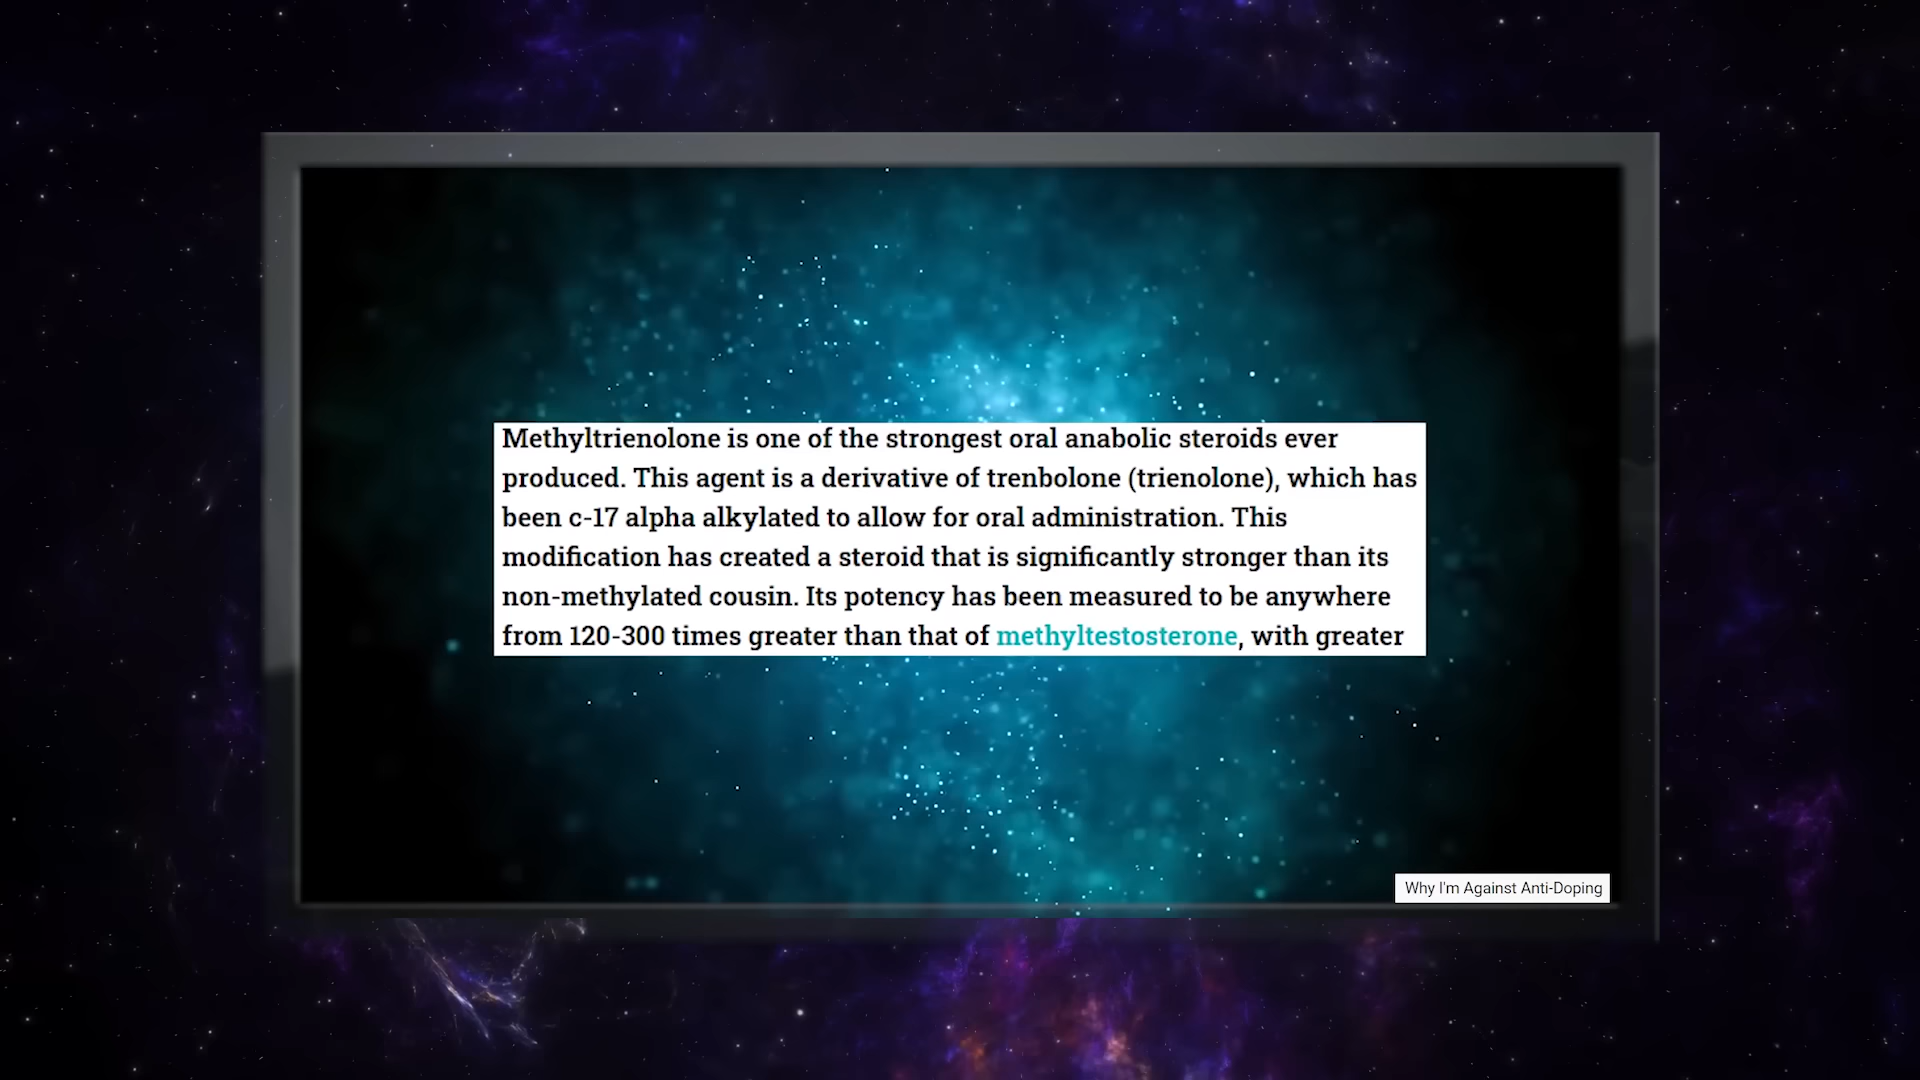 Methyltrienolone is one of the strongest oral anabolic steroids ever
produced. This agent is a derivative of trenbolone (trienolone), which has
been c-17 alpha alkylated to allow for oral administration. This
modification has created a steroid that is significantly stronger than its
non-methylated cousin. Its potency has been measured to be anywhere
from 120-300 times greater than that of methyltestosterone, with greater
Why I'm Against Anti-Doping